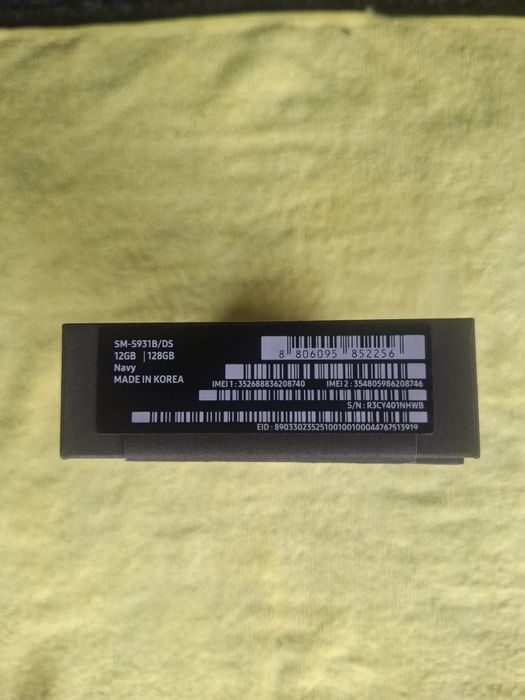 SM-S931B/DS
12GB | 128GB
Navy
MADE IN KOREA
8 806095 852256
IMEI 1 : 352688836208740 IMEI 2 : 354805986208746
S/N : R3CY401NHWB
EID : 89033023525100100100044767513919